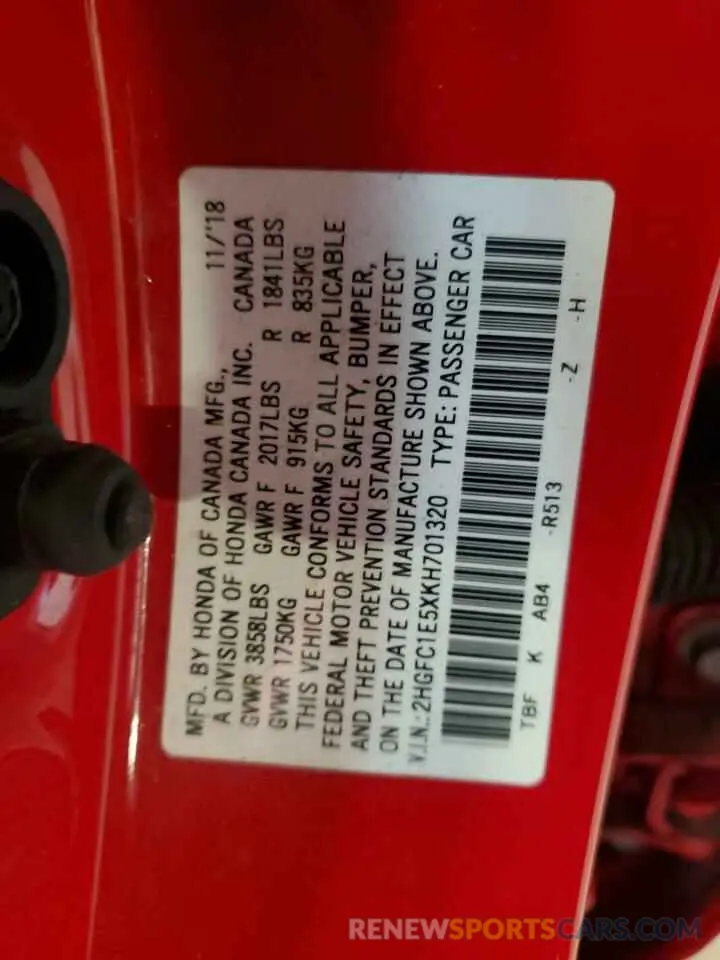 MFD. BY HONDA OF CANADA MFG., 11/'18
A DIVISION OF HONDA CANADA INC. CANADA
GVWR 3858LBS GAWR F 2017LBS R 1841LBS
GVWR 1750KG GAWR F 915KG R 835KG
THIS VEHICLE CONFORMS TO ALL APPLICABLE
FEDERAL MOTOR VEHICLE SAFETY, BUMPER,
AND THEFT PREVENTION STANDARDS IN EFFECT
ON THE DATE OF MANUFACTURE SHOWN ABOVE.
V.I.N.: 2HGFC1E5XKH701320 TYPE: PASSENGER CAR
TBF K AB4 -R513 -Z -H
RENEWSPORTSCARS.COM